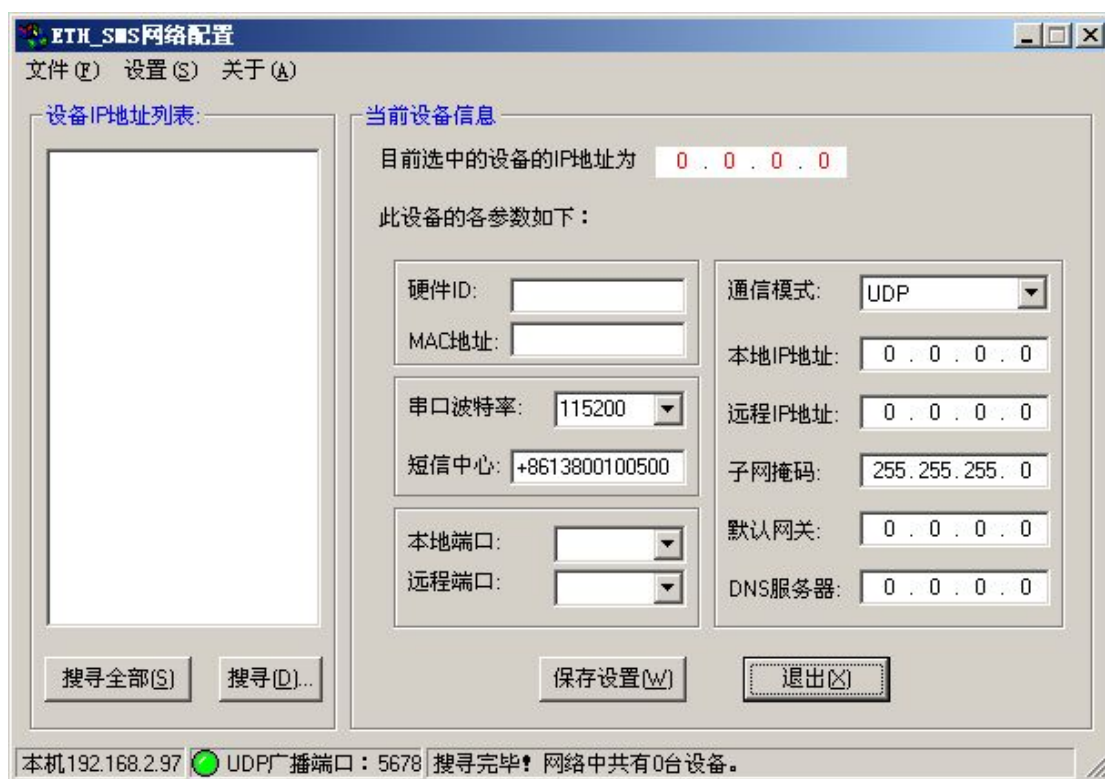 ETH_SMS网络配置
文件(F) 设置(S) 关于(A)
设备IP地址列表:
搜寻全部(S) 搜寻(D)...
当前设备信息
目前选中的设备的IP地址为 0 . 0 . 0 . 0
此设备的各参数如下：
硬件ID:
MAC地址:
串口波特率: 115200
短信中心: +8613800100500
本地端口:
远程端口:
通信模式: UDP
本地IP地址: 0 . 0 . 0 . 0
远程IP地址: 0 . 0 . 0 . 0
子网掩码: 255.255.255. 0
默认网关: 0 . 0 . 0 . 0
DNS服务器: 0 . 0 . 0 . 0
保存设置(W) 退出(X)
本机192.168.2.97 UDP广播端口：5678 搜寻完毕！网络中共有0台设备。